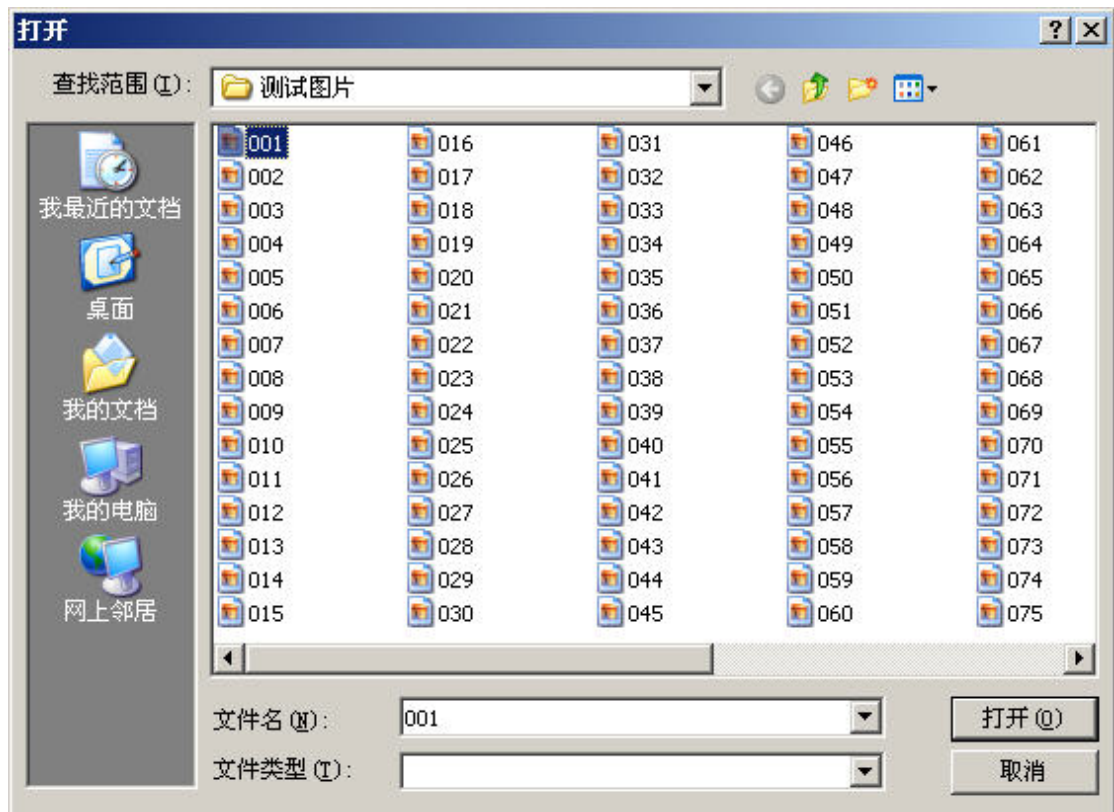 打开
查找范围(I):
测试图片
我最近的文档
桌面
我的文档
我的电脑
网上邻居
001 016 031 046 061
002 017 032 047 062
003 018 033 048 063
004 019 034 049 064
005 020 035 050 065
006 021 036 051 066
007 022 037 052 067
008 023 038 053 068
009 024 039 054 069
010 025 040 055 070
011 026 041 056 071
012 027 042 057 072
013 028 043 058 073
014 029 044 059 074
015 030 045 060 075
文件名(N): 001 打开(O)
文件类型(T): 取消